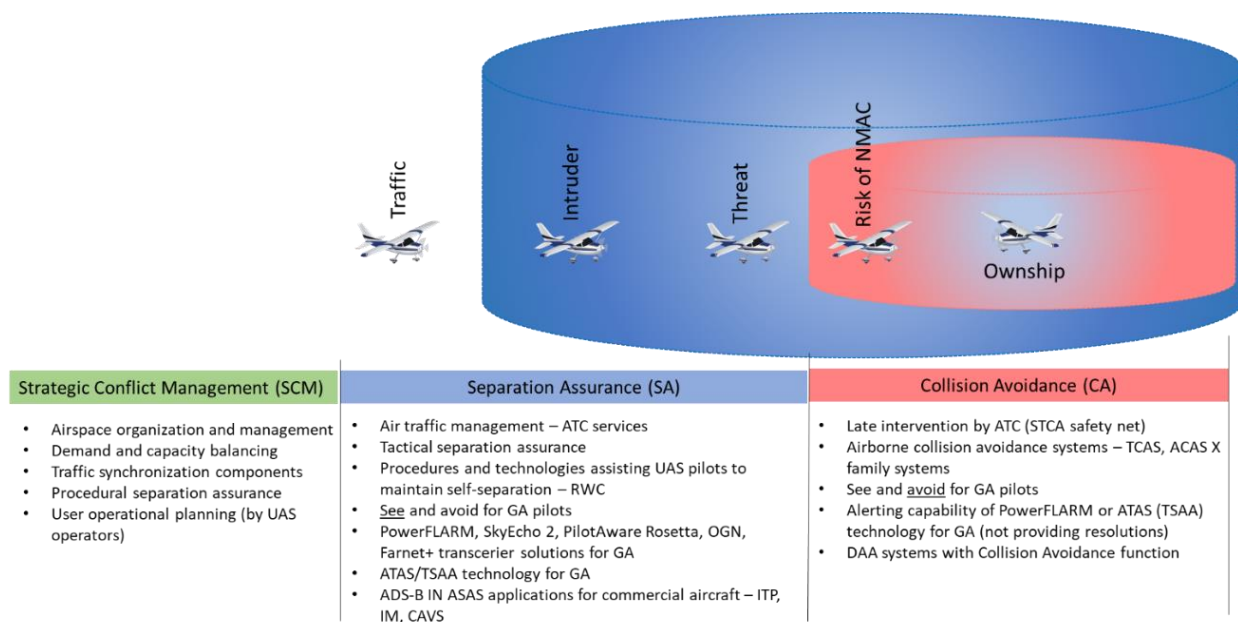 Traffic
Intruder
Threat
Risk of NMAC
Ownship
Strategic Conflict Management (SCM)
• Airspace organization and management
• Demand and capacity balancing
• Traffic synchronization components
• Procedural separation assurance
• User operational planning (by UAS
operators)
Separation Assurance (SA)
• Air traffic management – ATC services
• Tactical separation assurance
• Procedures and technologies assisting UAS pilots to
maintain self-separation – RWC
• See and avoid for GA pilots
• PowerFLARM, SkyEcho 2, PilotAware Rosetta, OGN,
Farnet+ transcerier solutions for GA
• ATAS/TSAA technology for GA
• ADS-B IN ASAS applications for commercial aircraft – ITP,
IM, CAVS
Collision Avoidance (CA)
• Late intervention by ATC (STCA safety net)
• Airborne collision avoidance systems – TCAS, ACAS X
family systems
• See and avoid for GA pilots
• Alerting capability of PowerFLARM or ATAS (TSAA)
technology for GA (not providing resolutions)
• DAA systems with Collision Avoidance function